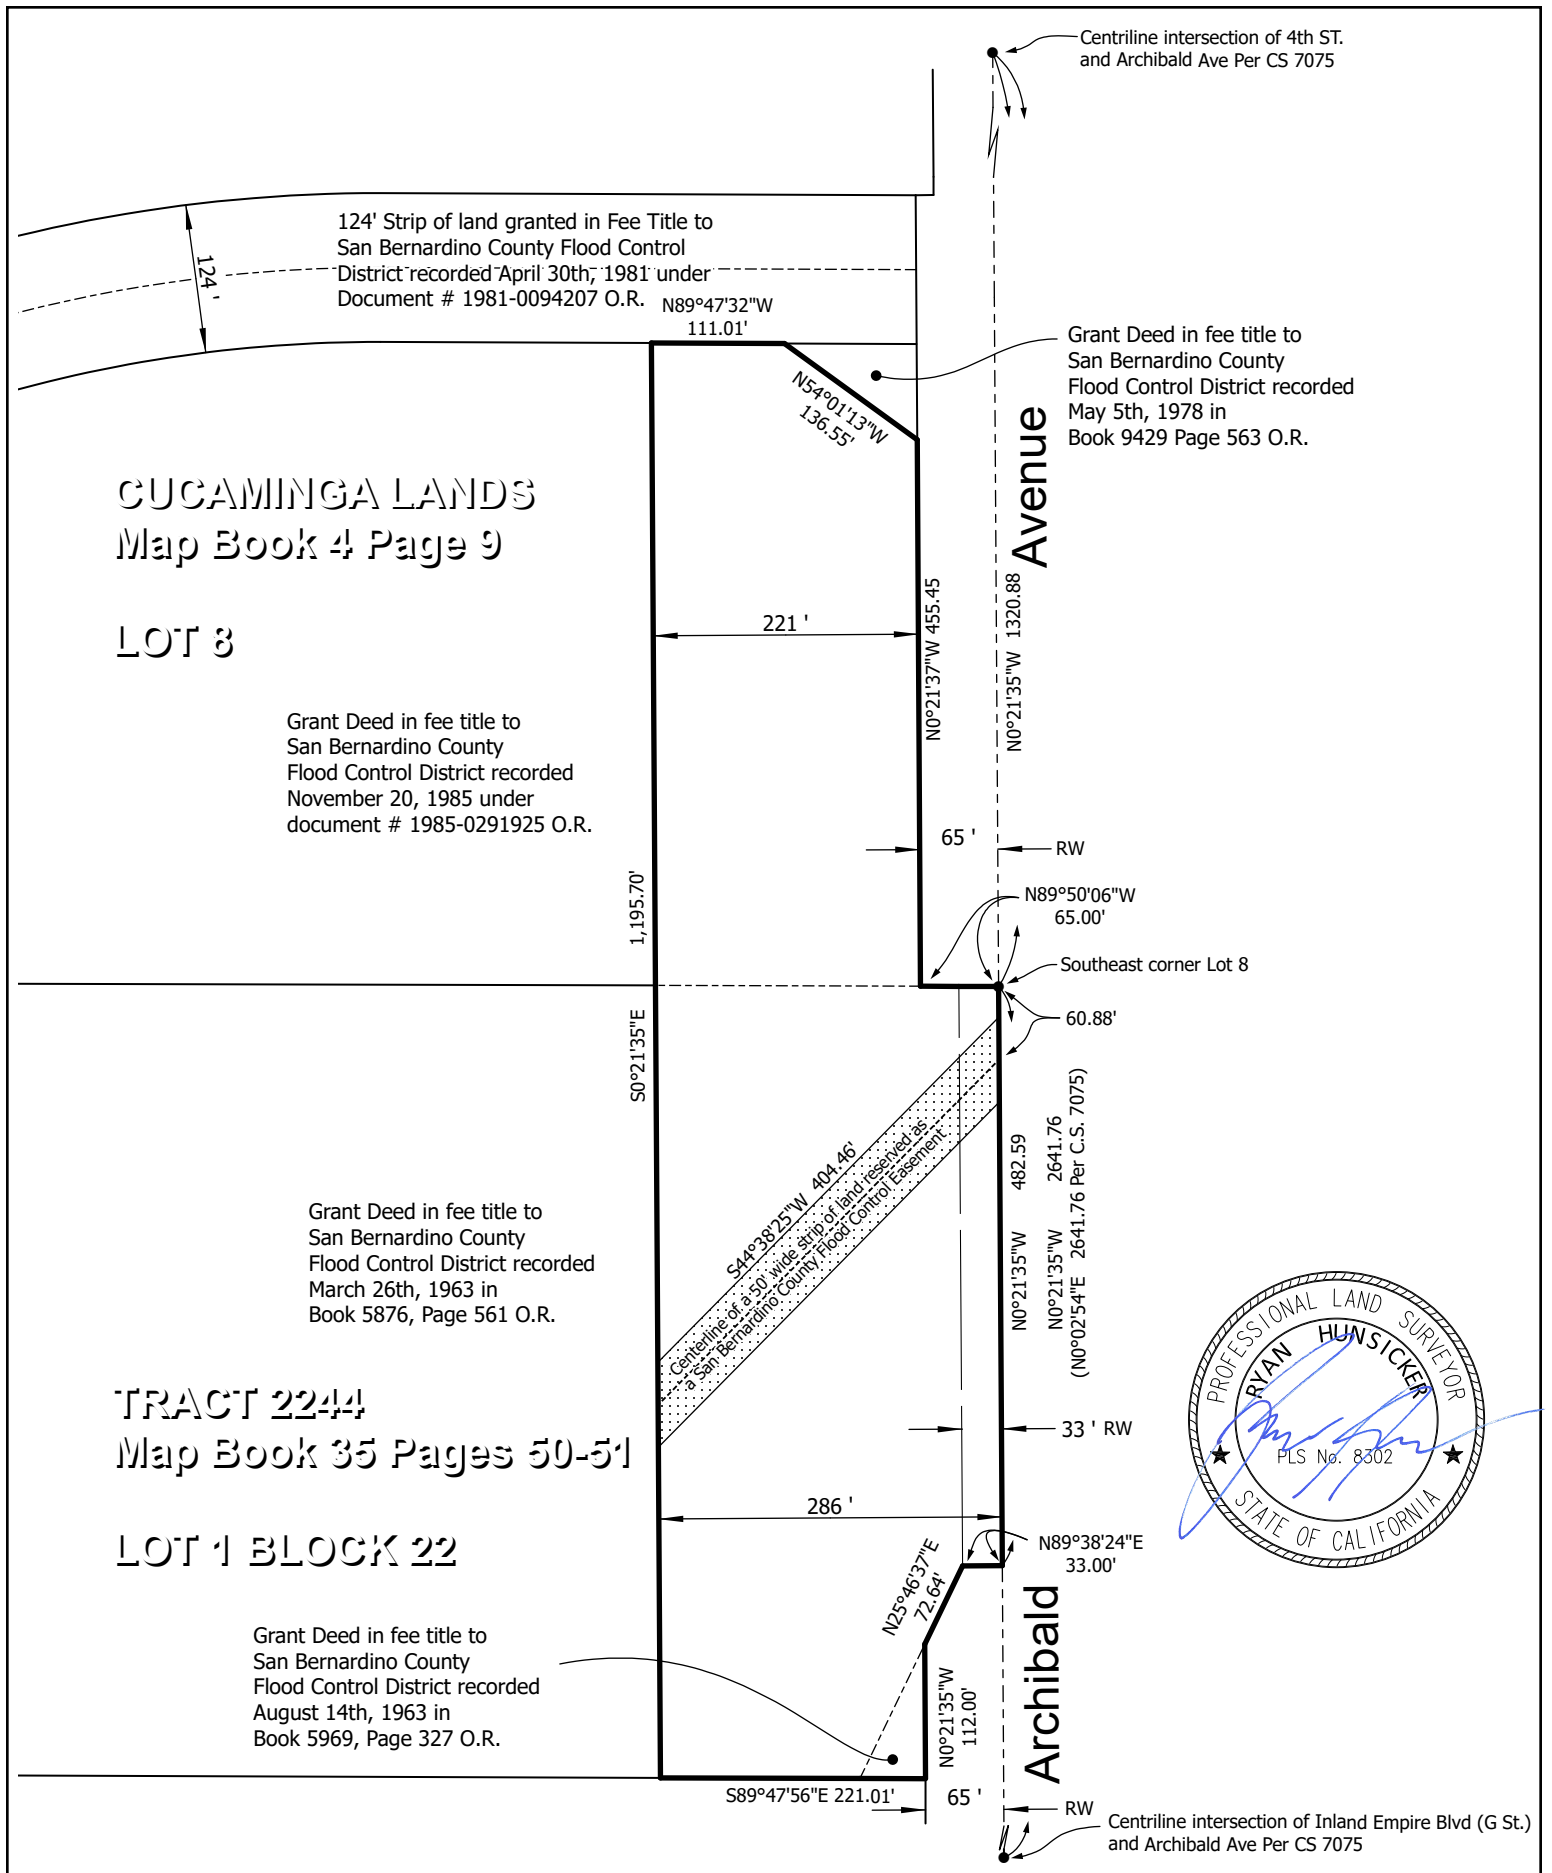 Centriline intersection of 4th ST.
and Archibald Ave Per CS 7075
124' Strip of land granted in Fee Title to
San Bernardino County Flood Control
District recorded April 30th, 1981 under
Document # 1981-0094207 O.R.
124 '
N89°47'32"W
111.01'
N54°01'13"W
136.55'
Grant Deed in fee title to
San Bernardino County
Flood Control District recorded
May 5th, 1978 in
Book 9429 Page 563 O.R.
Avenue
CUCAMINGA LANDS
Map Book 4 Page 9
LOT 8
221 '
N0°21'37"W 455.45
N0°21'35"W 1320.88
Grant Deed in fee title to
San Bernardino County
Flood Control District recorded
November 20, 1985 under
document # 1985-0291925 O.R.
65 '
RW
N89°50'06"W
65.00'
1,195.70'
S0°21'35"E
Southeast corner Lot 8
60.88'
S44°38'25"W 404.46'
Centerline of a 50' wide strip of land reserved as
a San Bernardino County Flood Control Easement
N0°21'35"W 482.59
N0°21'35"W 2641.76
(N0°02'54"E 2641.76 Per C.S. 7075)
Grant Deed in fee title to
San Bernardino County
Flood Control District recorded
March 26th, 1963 in
Book 5876, Page 561 O.R.
TRACT 2244
Map Book 35 Pages 50-51
LOT 1 BLOCK 22
33 ' RW
286 '
N89°38'24"E
33.00'
N25°46'37"E
72.64'
PROFESSIONAL LAND SURVEYOR
RYAN HUNSICKER
PLS No. 8302
STATE OF CALIFORNIA
Grant Deed in fee title to
San Bernardino County
Flood Control District recorded
August 14th, 1963 in
Book 5969, Page 327 O.R.
N0°21'35"W
112.00'
Archibald
S89°47'56"E 221.01'
65 '
RW
Centriline intersection of Inland Empire Blvd (G St.)
and Archibald Ave Per CS 7075